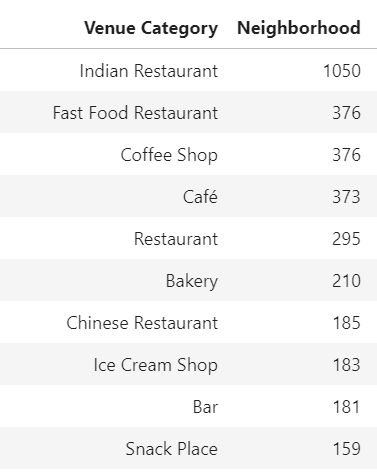 Venue Category Neighborhood
Indian Restaurant 1050
Fast Food Restaurant 376
Coffee Shop 376
Café 373
Restaurant 295
Bakery 210
Chinese Restaurant 185
Ice Cream Shop 183
Bar 181
Snack Place 159